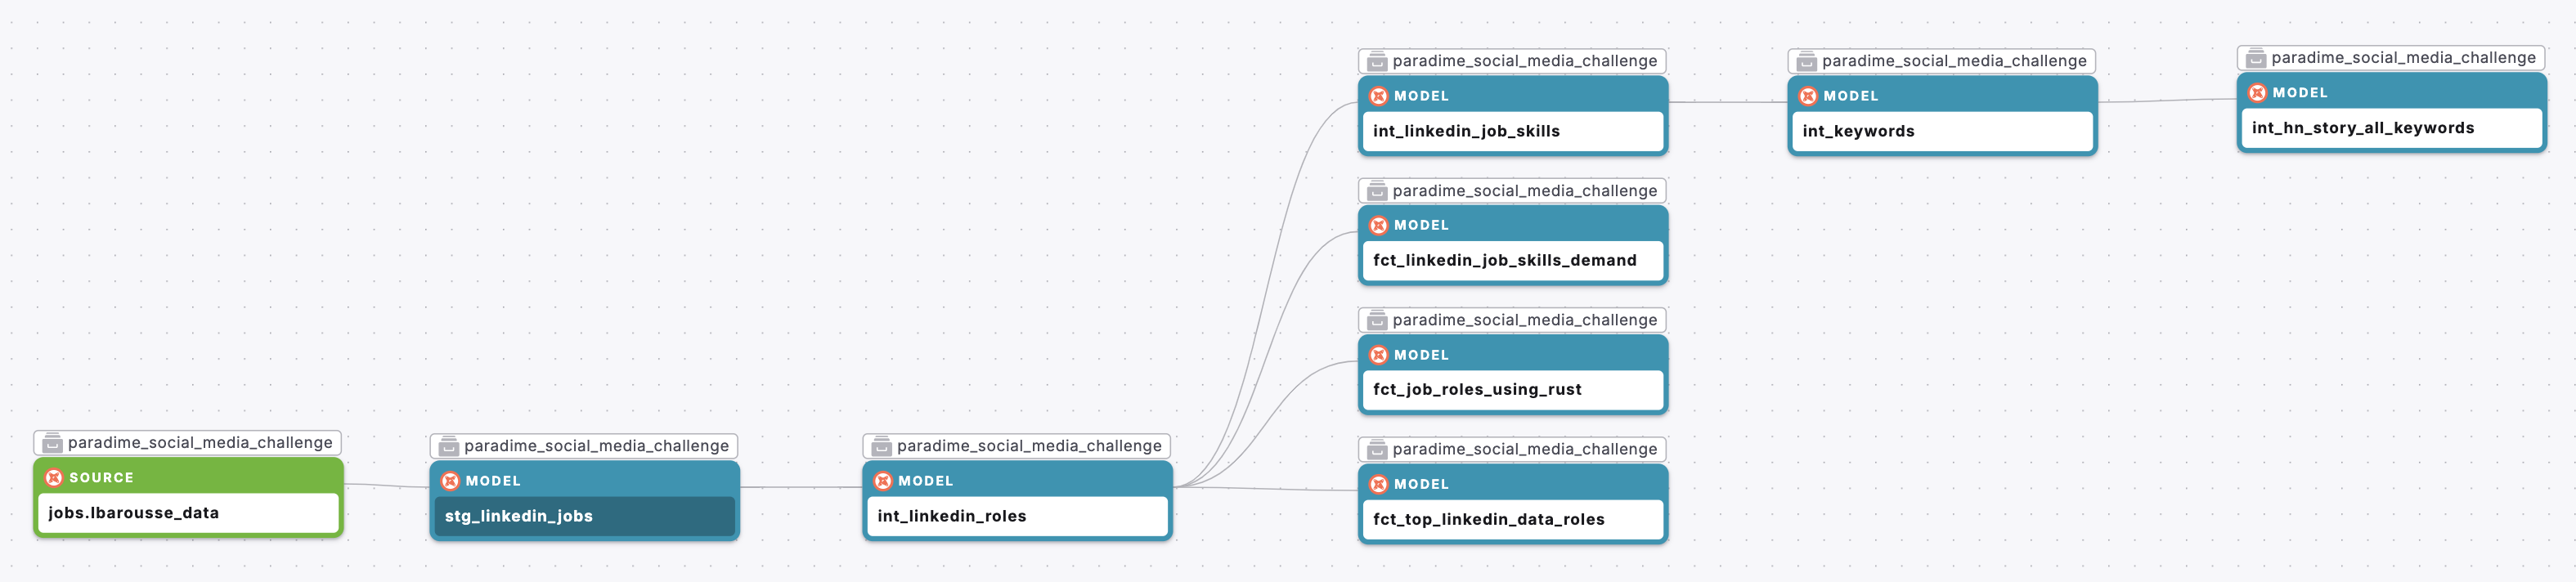 paradime_social_media_challenge
MODEL
int_linkedin_job_skills
paradime_social_media_challenge
MODEL
int_keywords
paradime_social_media_challenge
MODEL
int_hn_story_all_keywords
paradime_social_media_challenge
MODEL
fct_linkedin_job_skills_demand
paradime_social_media_challenge
MODEL
fct_job_roles_using_rust
paradime_social_media_challenge
SOURCE
jobs.lbarousse_data
paradime_social_media_challenge
MODEL
stg_linkedin_jobs
paradime_social_media_challenge
MODEL
int_linkedin_roles
paradime_social_media_challenge
MODEL
fct_top_linkedin_data_roles